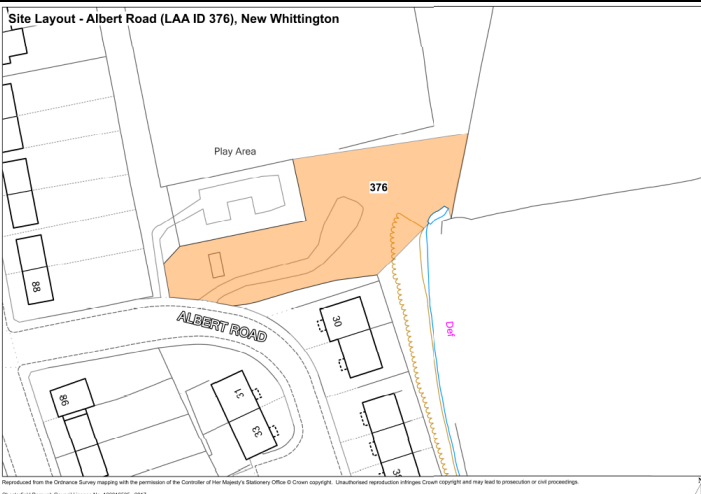 Site Layout - Albert Road (LAA ID 376), New Whittington
Play Area
376
88
ALBERT ROAD
30
Def
86
31
33
Reproduced from the Ordnance Survey mapping with the permission of the Controller of Her Majesty's Stationery Office © Crown copyright. Unauthorised reproduction infringes Crown copyright and may lead to prosecution or civil proceedings.